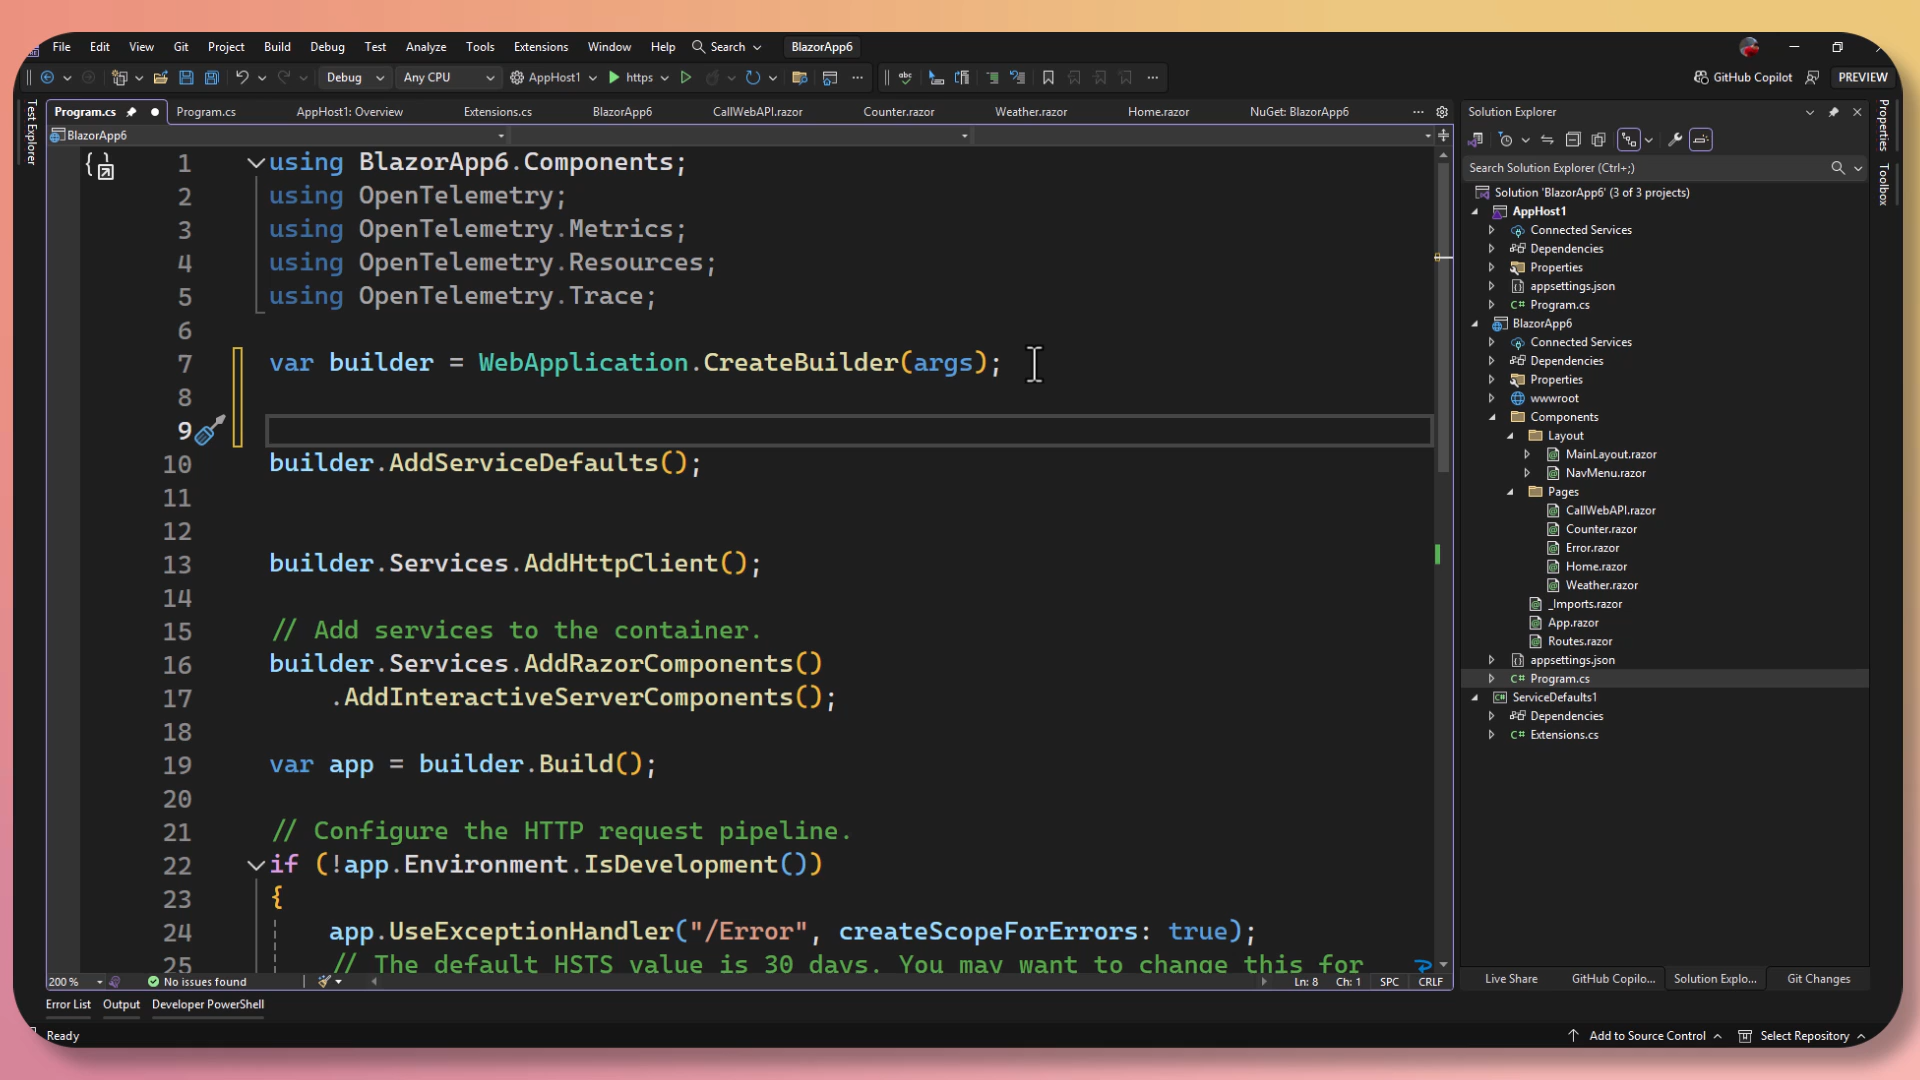 File Edit View Git Project Build Debug Test Analyze Tools Extensions Window Help Search BlazorApp6
Debug Any CPU AppHost1 https GitHub Copilot PREVIEW
Program.cs Program.cs AppHost1: Overview Extensions.cs BlazorApp6 CallWebAPI.razor Counter.razor Weather.razor Home.razor NuGet: BlazorApp6
BlazorApp6
Test Explorer
1 using BlazorApp6.Components;
2 using OpenTelemetry;
3 using OpenTelemetry.Metrics;
4 using OpenTelemetry.Resources;
5 using OpenTelemetry.Trace;
6
7 var builder = WebApplication.CreateBuilder(args);
8
9
10 builder.AddServiceDefaults();
11
12
13 builder.Services.AddHttpClient();
14
15 // Add services to the container.
16 builder.Services.AddRazorComponents()
17 .AddInteractiveServerComponents();
18
19 var app = builder.Build();
20
21 // Configure the HTTP request pipeline.
22 if (!app.Environment.IsDevelopment())
23 {
24 app.UseExceptionHandler("/Error", createScopeForErrors: true);
25 // The default HSTS value is 30 days. You may want to change this for
200 % No issues found Ln: 8 Ch: 1 SPC CRLF
Error List Output Developer PowerShell
Ready
Solution Explorer
Search Solution Explorer (Ctrl+;)
Solution 'BlazorApp6' (3 of 3 projects)
AppHost1
Connected Services
Dependencies
Properties
appsettings.json
C# Program.cs
BlazorApp6
Connected Services
Dependencies
Properties
wwwroot
Components
Layout
MainLayout.razor
NavMenu.razor
Pages
CallWebAPI.razor
Counter.razor
Error.razor
Home.razor
Weather.razor
_Imports.razor
App.razor
Routes.razor
appsettings.json
C# Program.cs
C# ServiceDefaults1
Dependencies
C# Extensions.cs
Live Share GitHub Copilo... Solution Explo... Git Changes
Add to Source Control Select Repository
Properties
Toolbox